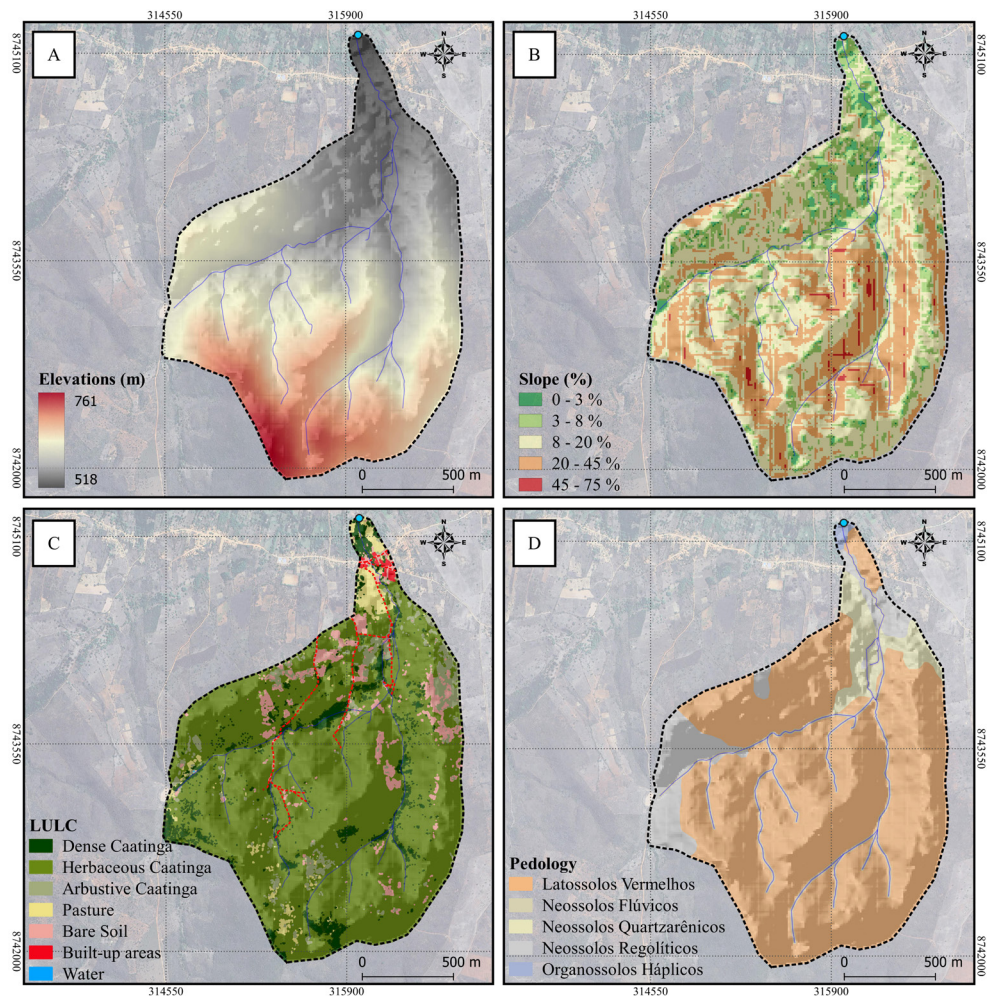 314550 315900 314550 315900
A
N
W E
S
8745100
8743550
8742000
Elevations (m)
761
518
0 500 m
B
N
W E
S
8745100
8743550
8742000
Slope (%)
0 - 3 %
3 - 8 %
8 - 20 %
20 - 45 %
45 - 75 %
0 500 m
C
N
W E
S
8745100
8743550
8742000
LULC
Dense Caatinga
Herbaceous Caatinga
Arbustive Caatinga
Pasture
Bare Soil
Built-up areas
Water
0 500 m
D
N
W E
S
8745100
8743550
8742000
Pedology
Latossolos Vermelhos
Neossolos Flúvicos
Neossolos Quartzarênicos
Neossolos Regolíticos
Organossolos Háplicos
0 500 m
314550 315900 314550 315900